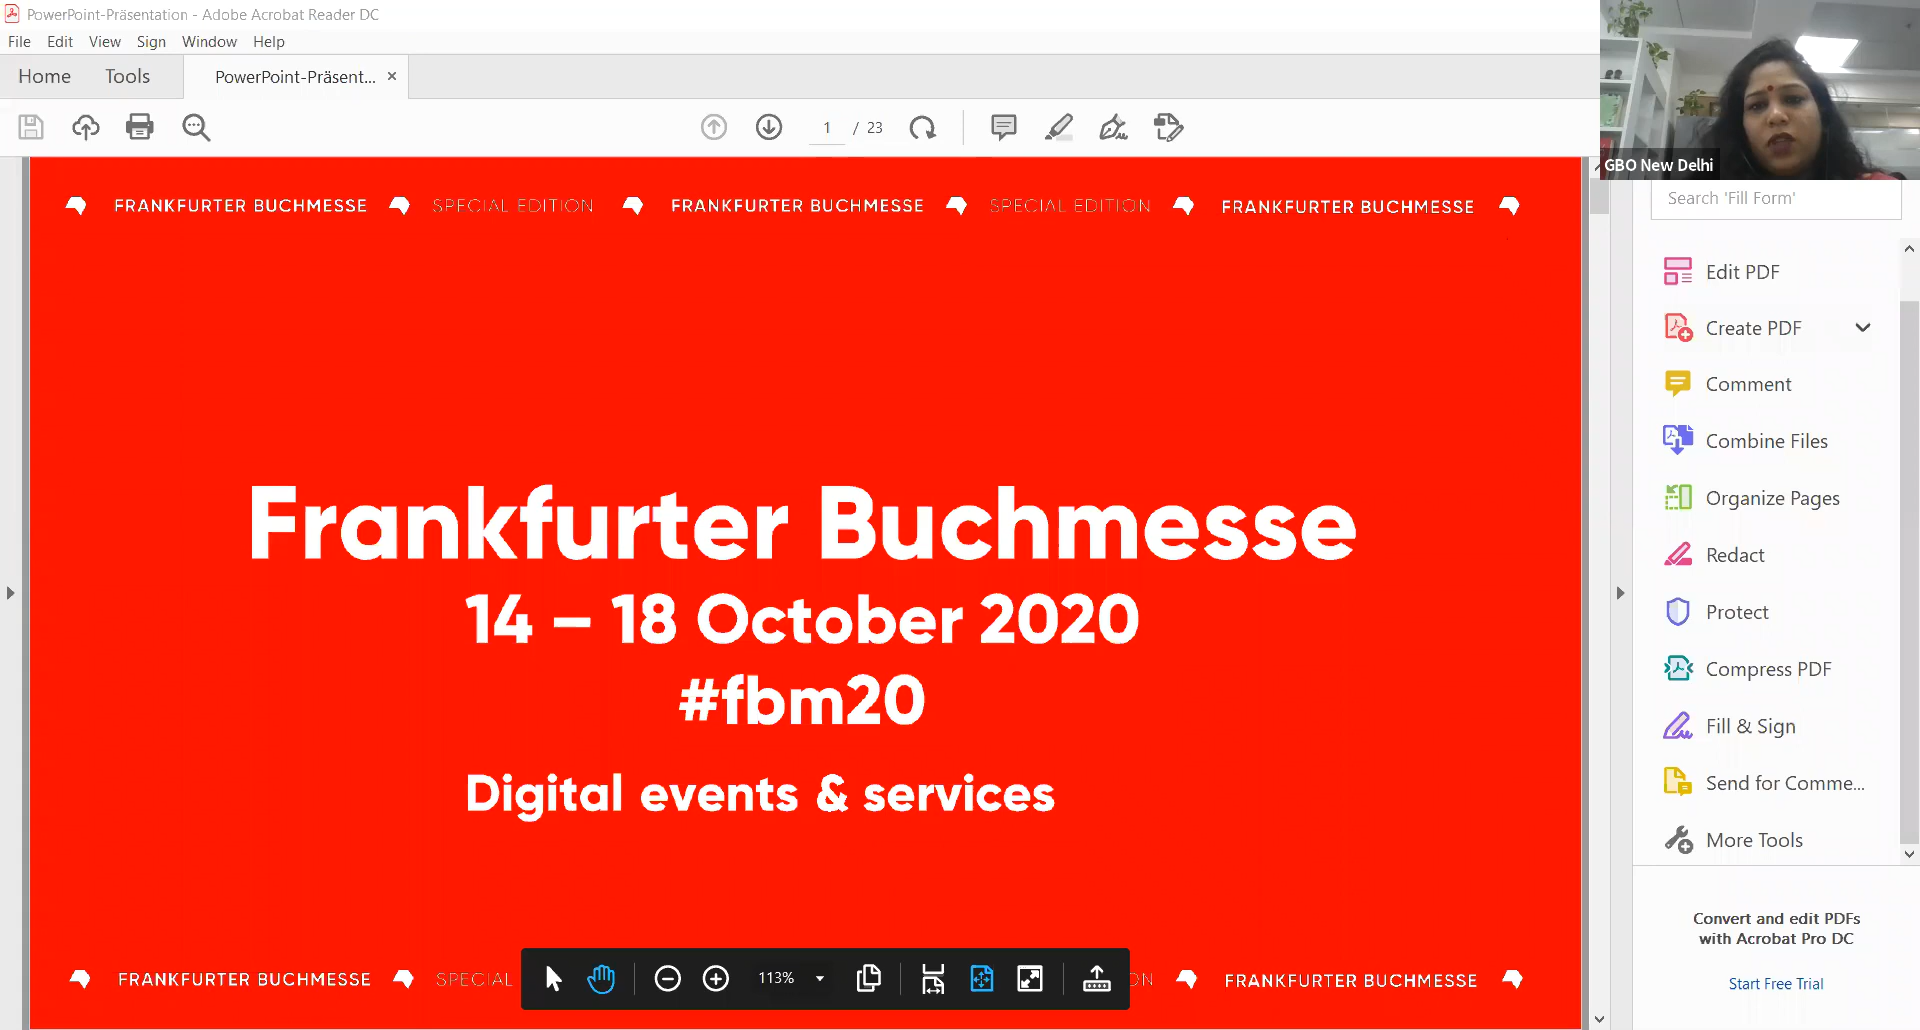 PowerPoint-Präsentation - Adobe Acrobat Reader DC
File Edit View Sign Window Help
Home Tools PowerPoint-Präsent... ×
1 / 23
GBO New Delhi
Search 'Fill Form'
FRANKFURTER BUCHMESSE SPECIAL EDITION FRANKFURTER BUCHMESSE SPECIAL EDITION FRANKFURTER BUCHMESSE
Frankfurter Buchmesse
14 – 18 October 2020
#fbm20
Digital events & services
FRANKFURTER BUCHMESSE SPECIAL ON FRANKFURTER BUCHMESSE
113%
Edit PDF
Create PDF
Comment
Combine Files
Organize Pages
Redact
Protect
Compress PDF
Fill & Sign
Send for Comme...
More Tools
Convert and edit PDFs
with Acrobat Pro DC
Start Free Trial